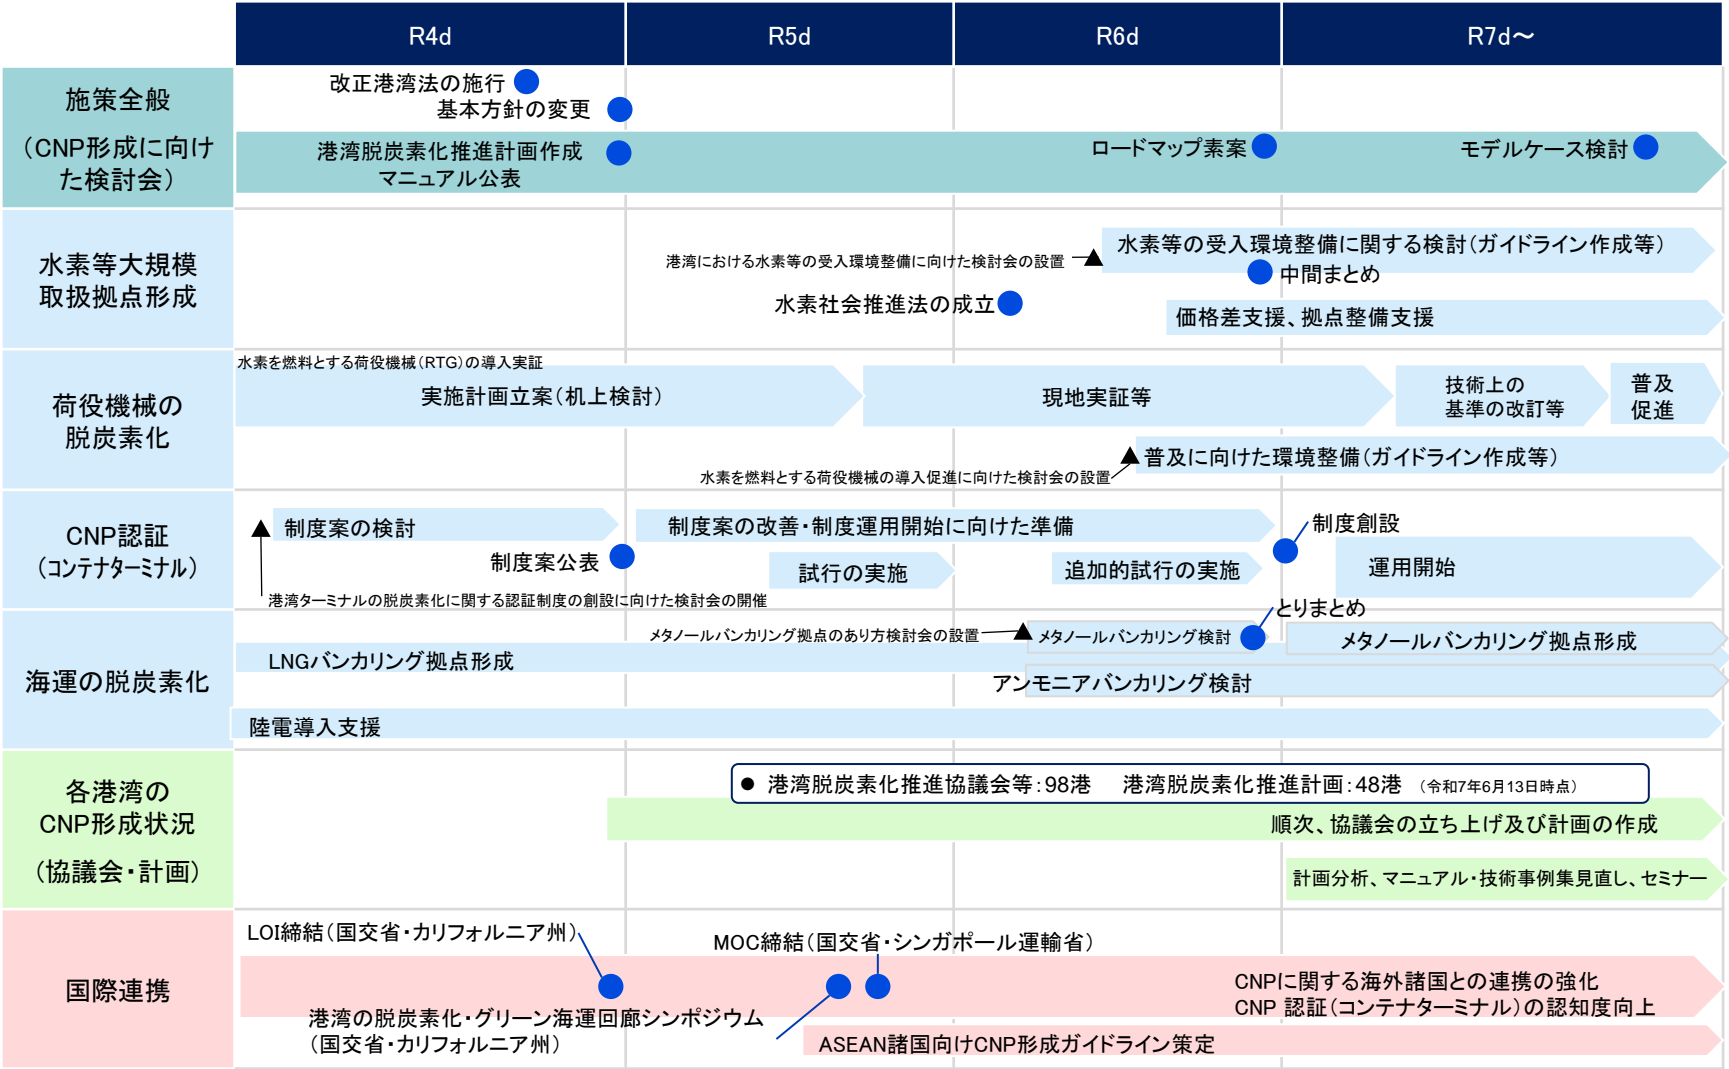 R4d
R5d
R6d
R7d～
施策全般
（CNP形成に向け
た検討会）
改正港湾法の施行
基本方針の変更
港湾脱炭素化推進計画作成
マニュアル公表
ロードマップ素案
モデルケース検討
水素等大規模
取扱拠点形成
水素等の受入環境整備に関する検討（ガイドライン作成等）
港湾における水素等の受入環境整備に向けた検討会の設置
中間まとめ
水素社会推進法の成立
価格差支援、拠点整備支援
荷役機械の
脱炭素化
水素を燃料とする荷役機械（RTG）の導入実証
実施計画立案（机上検討）
現地実証等
技術上の
基準の改訂等
普及
促進
普及に向けた環境整備（ガイドライン作成等）
水素を燃料とする荷役機械の導入促進に向けた検討会の設置
CNP認証
（ｺﾝﾃﾅﾀｰﾐﾅﾙ）
制度案の検討
制度案の改善・制度運用開始に向けた準備
制度創設
制度案公表
試行の実施
追加的試行の実施
運用開始
港湾ターミナルの脱炭素化に関する認証制度の創設に向けた検討会の開催
海運の脱炭素化
とりまとめ
メタノールバンカリング拠点のあり方検討会の設置
メタノールバンカリング検討
メタノールバンカリング拠点形成
LNGバンカリング拠点形成
アンモニアバンカリング検討
陸電導入支援
各港湾の
CNP形成状況
（協議会・計画）
● 港湾脱炭素化推進協議会等：98港　港湾脱炭素化推進計画：48港 （令和7年6月13日時点）
順次、協議会の立ち上げ及び計画の作成
計画分析、マニュアル・技術事例集見直し、セミナー
国際連携
LOI締結（国交省・カリフォルニア州）
MOC締結（国交省・シンガポール運輸省）
CNPに関する海外諸国との連携の強化
CNP 認証（コンテナターミナル）の認知度向上
港湾の脱炭素化・グリーン海運回廊シンポジウム
（国交省・カリフォルニア州）
ASEAN諸国向けCNP形成ガイドライン策定